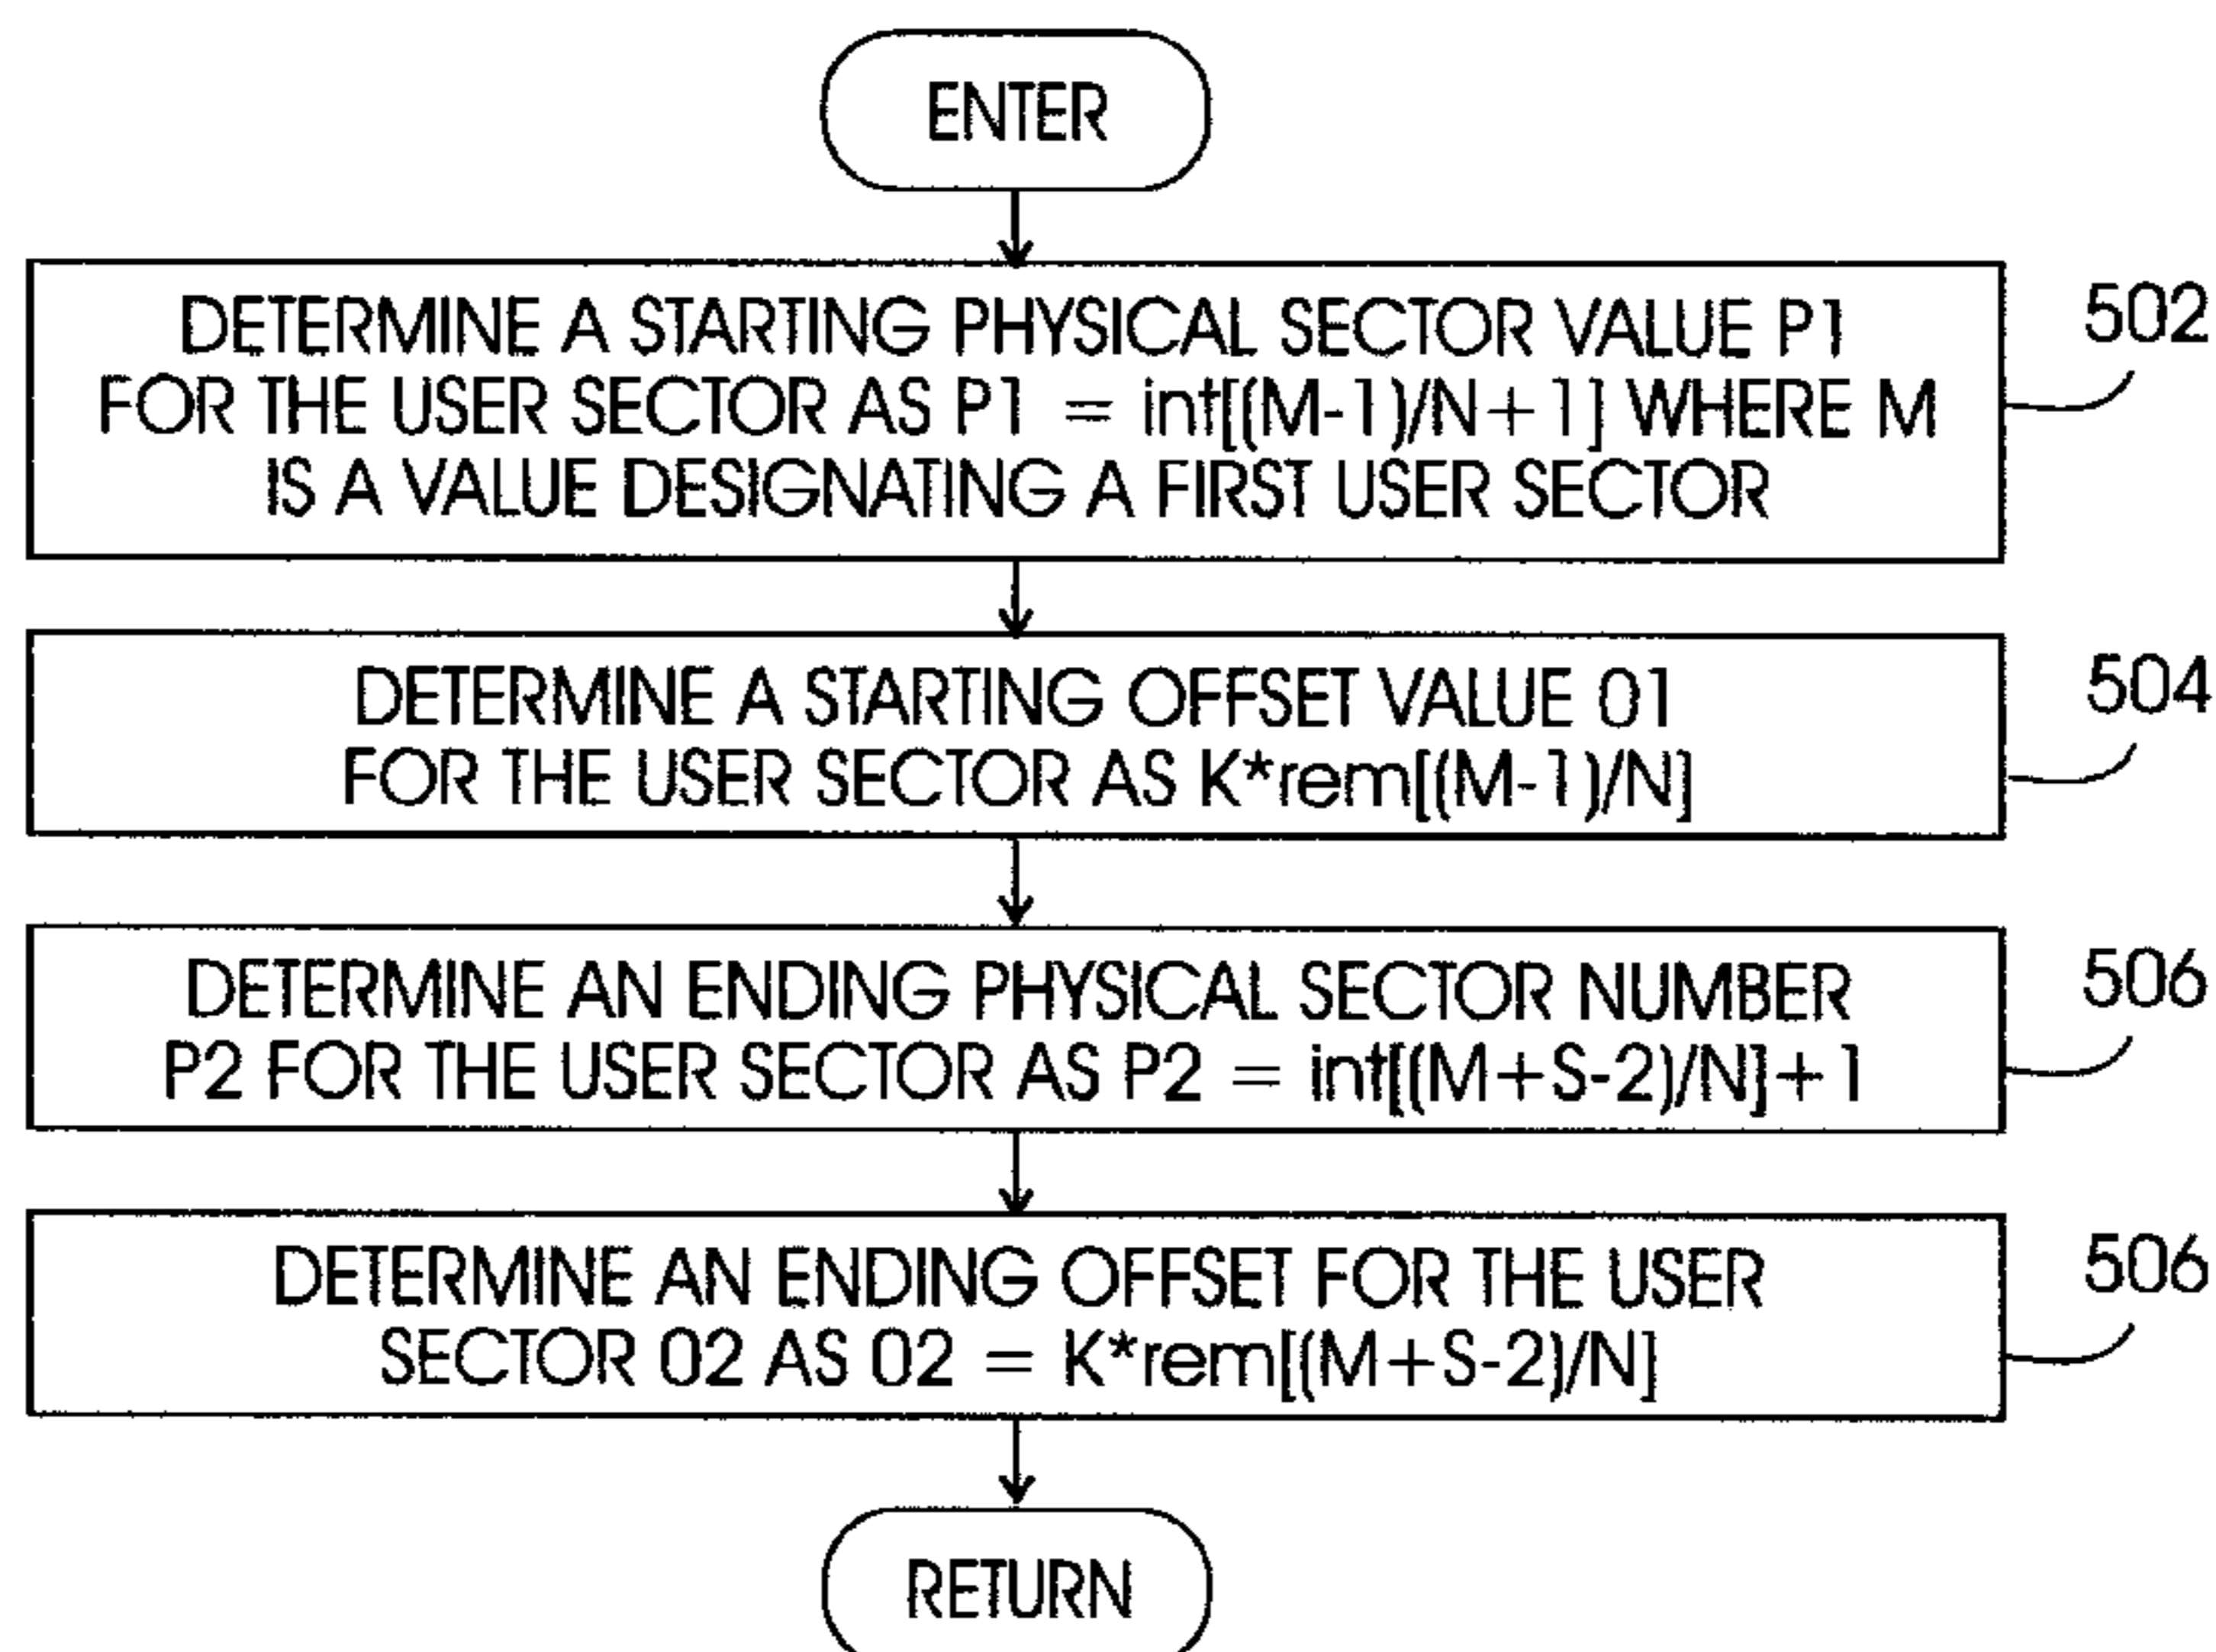 ENTER
DETERMINE A STARTING PHYSICAL SECTOR VALUE P1
FOR THE USER SECTOR AS P1 = int[(M-1)/N+1] WHERE M
IS A VALUE DESIGNATING A FIRST USER SECTOR
502
DETERMINE A STARTING OFFSET VALUE 01
FOR THE USER SECTOR AS K*rem[(M-1)/N]
504
DETERMINE AN ENDING PHYSICAL SECTOR NUMBER
P2 FOR THE USER SECTOR AS P2 = int[(M+S-2)/N]+1
506
DETERMINE AN ENDING OFFSET FOR THE USER
SECTOR 02 AS 02 = K*rem[(M+S-2)/N]
506
RETURN